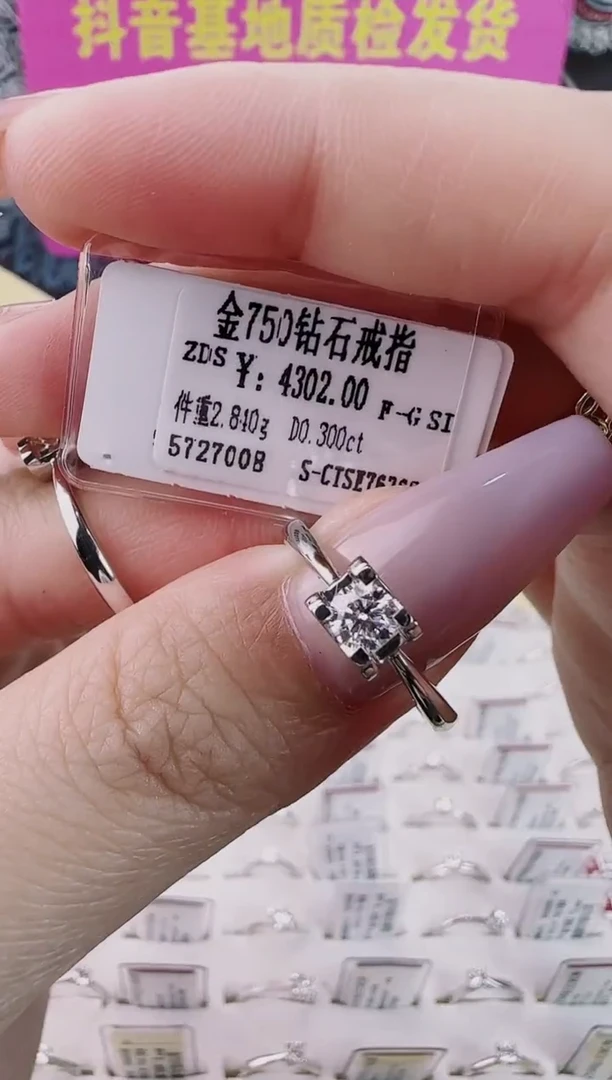 抖音基地质检发货
金750钻石戒指
ZDS ¥: 4302.00 F-G SI
件重2.840g D0.300ct
572700B S-CTSE